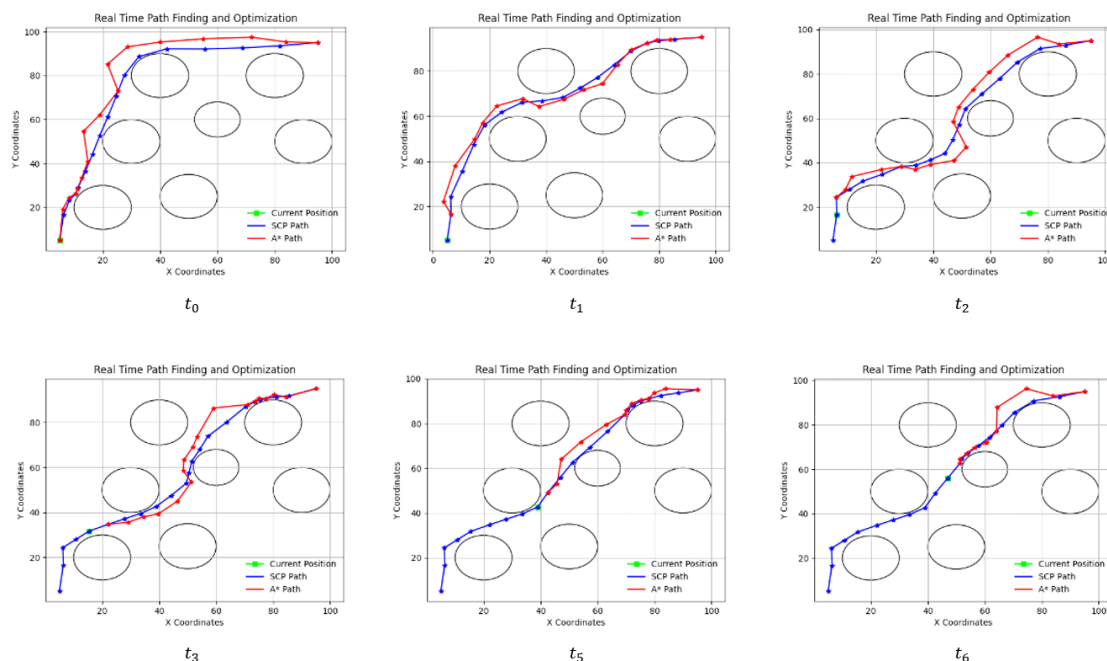 Real Time Path Finding and Optimization
Real Time Path Finding and Optimization
Real Time Path Finding and Optimization
100
80
60
40
20
Y Coordinates
20 40 60 80 100
X Coordinates
Current Position
SCP Path
A* Path
100
80
60
40
20
Y Coordinates
0 20 40 60 80 100
X Coordinates
Current Position
SCP Path
A* Path
100
80
60
40
20
Y Coordinates
20 40 60 80 100
X Coordinates
Current Position
SCP Path
A* Path
t0 t1 t2
Real Time Path Finding and Optimization
Real Time Path Finding and Optimization
Real Time Path Finding and Optimization
80
60
40
20
Y Coordinates
20 40 60 80 100
X Coordinates
Current Position
SCP Path
A* Path
100
80
60
40
20
Y Coordinates
0 20 40 60 80 100
X Coordinates
Current Position
SCP Path
A* Path
100
80
60
40
20
Y Coordinates
20 40 60 80 100
X Coordinates
Current Position
SCP Path
A* Path
t3 t5 t6